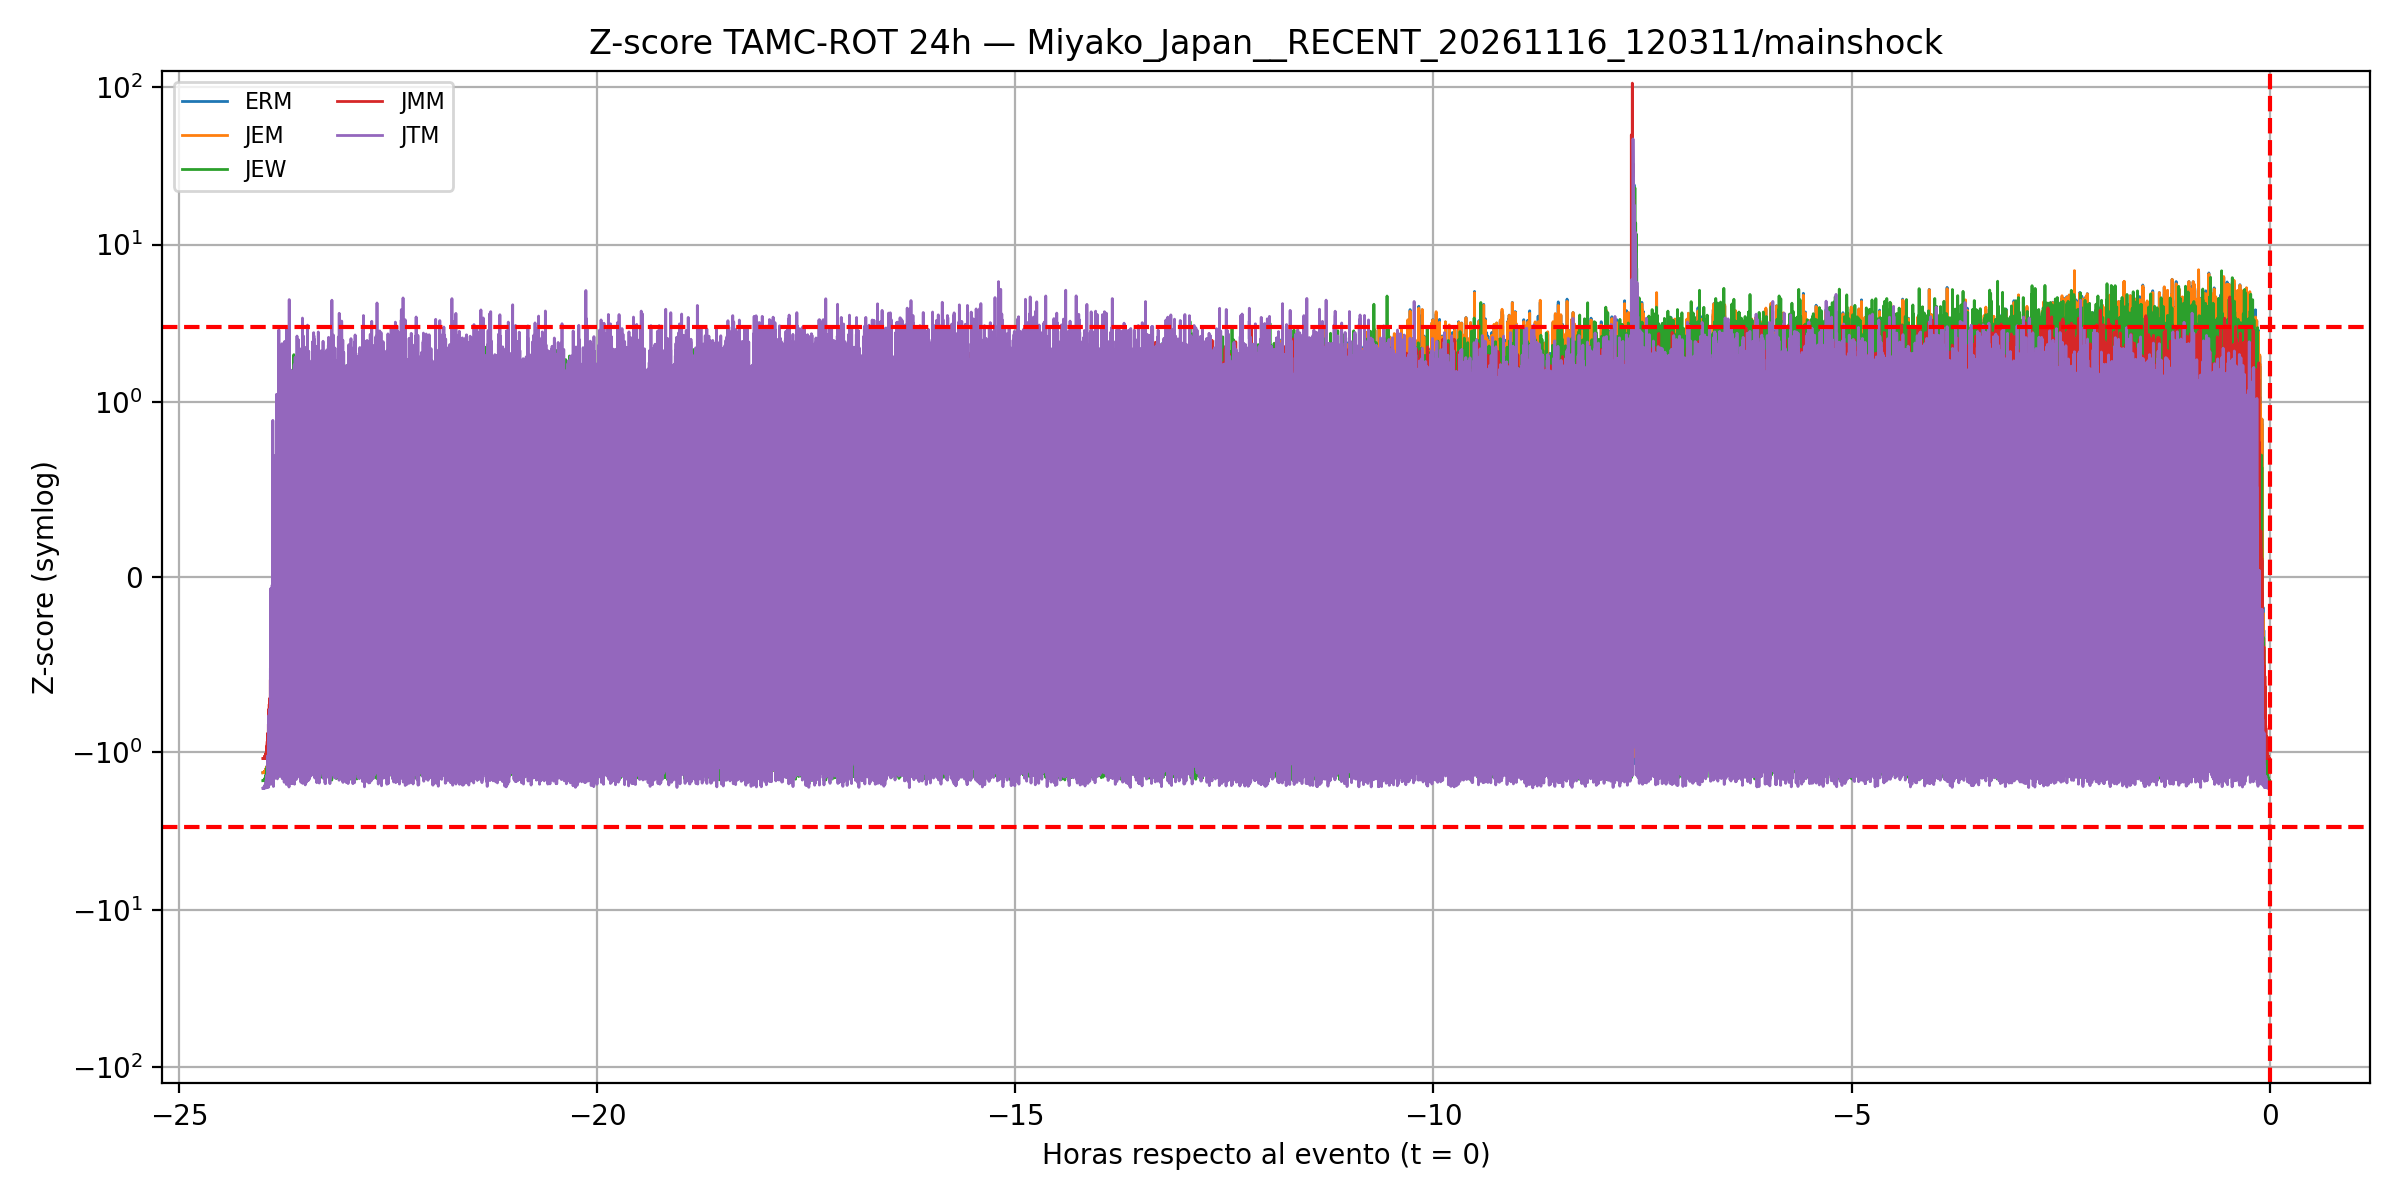 Z-score TAMC-ROT 24h — Miyako_Japan__RECENT_20261116_120311/mainshock
ERM
JEM
JEW
JMM
JTM
10²
10¹
10⁰
0
−10⁰
−10¹
−10²
Z-score (symlog)
−25
−20
−15
−10
−5
0
Horas respecto al evento (t = 0)